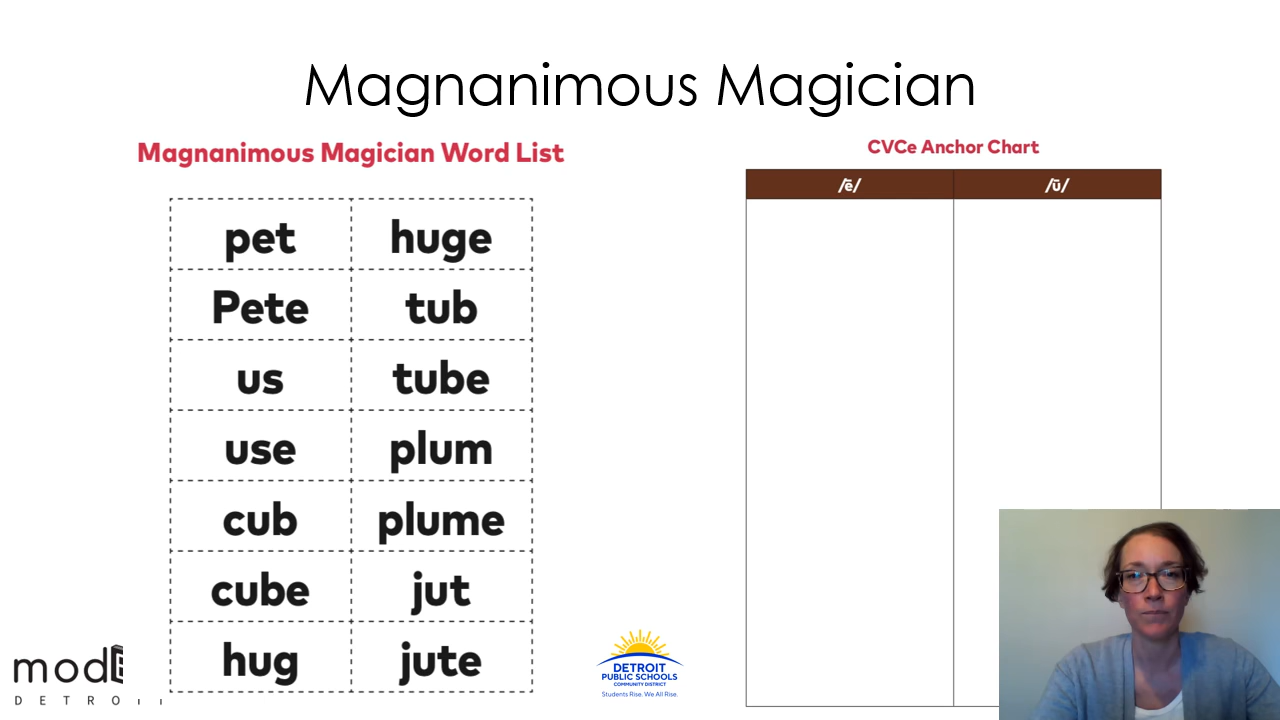 Magnanimous Magician
Magnanimous Magician Word List
pet huge
Pete tub
us tube
use plum
cub plume
cube jut
hug jute
CVCe Anchor Chart
/ē/ /ū/
DETROIT
PUBLIC SCHOOLS
COMMUNITY DISTRICT
Students Rise. We All Rise.